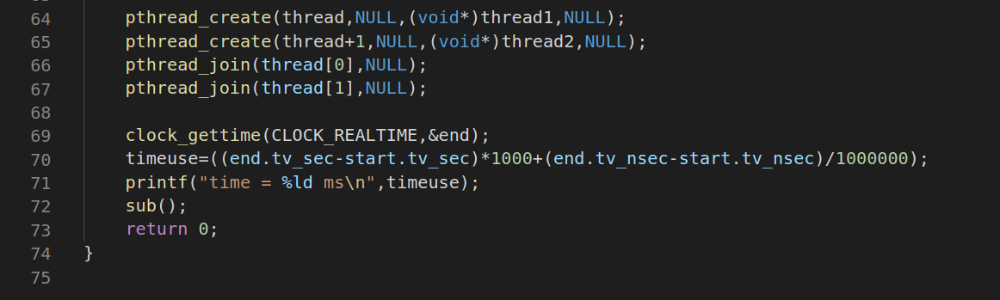 64 pthread_create(thread,NULL,(void*)thread1,NULL);
65 pthread_create(thread+1,NULL,(void*)thread2,NULL);
66 pthread_join(thread[0],NULL);
67 pthread_join(thread[1],NULL);
68
69 clock_gettime(CLOCK_REALTIME,&end);
70 timeuse=((end.tv_sec-start.tv_sec)*1000+(end.tv_nsec-start.tv_nsec)/1000000);
71 printf("time = %ld ms\n",timeuse);
72 sub();
73 return 0;
74 }
75